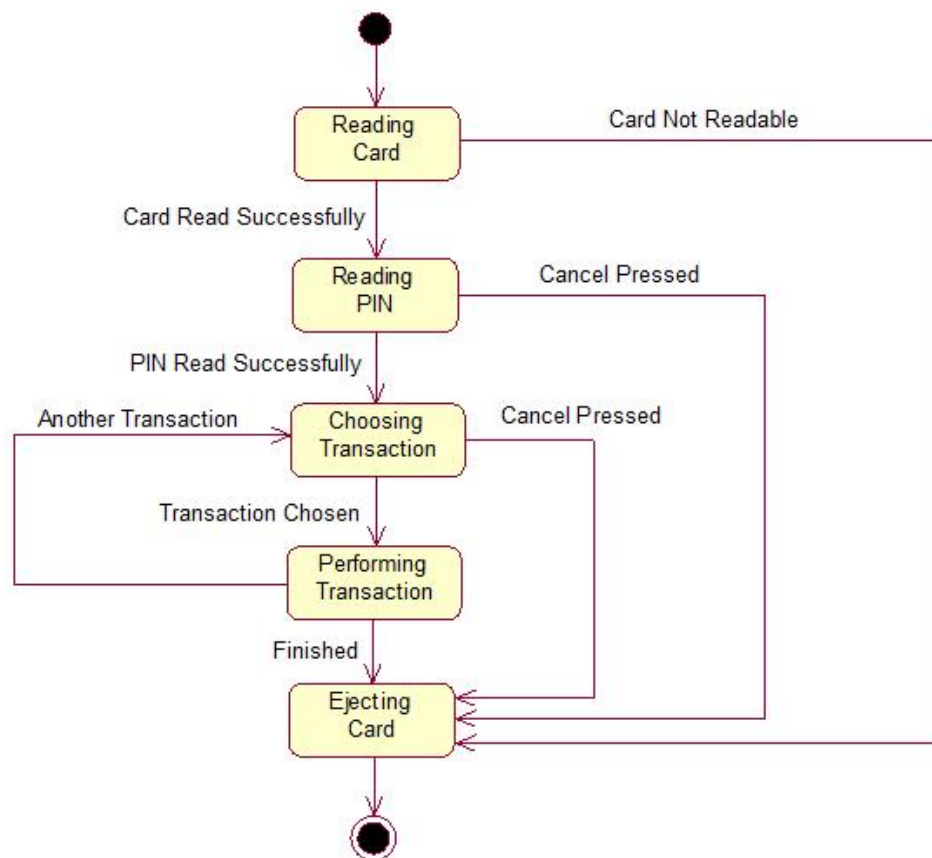 Reading
Card
Card Not Readable
Card Read Successfully
Reading
PIN
Cancel Pressed
PIN Read Successfully
Another Transaction
Choosing
Transaction
Cancel Pressed
Transaction Chosen
Performing
Transaction
Finished
Ejecting
Card